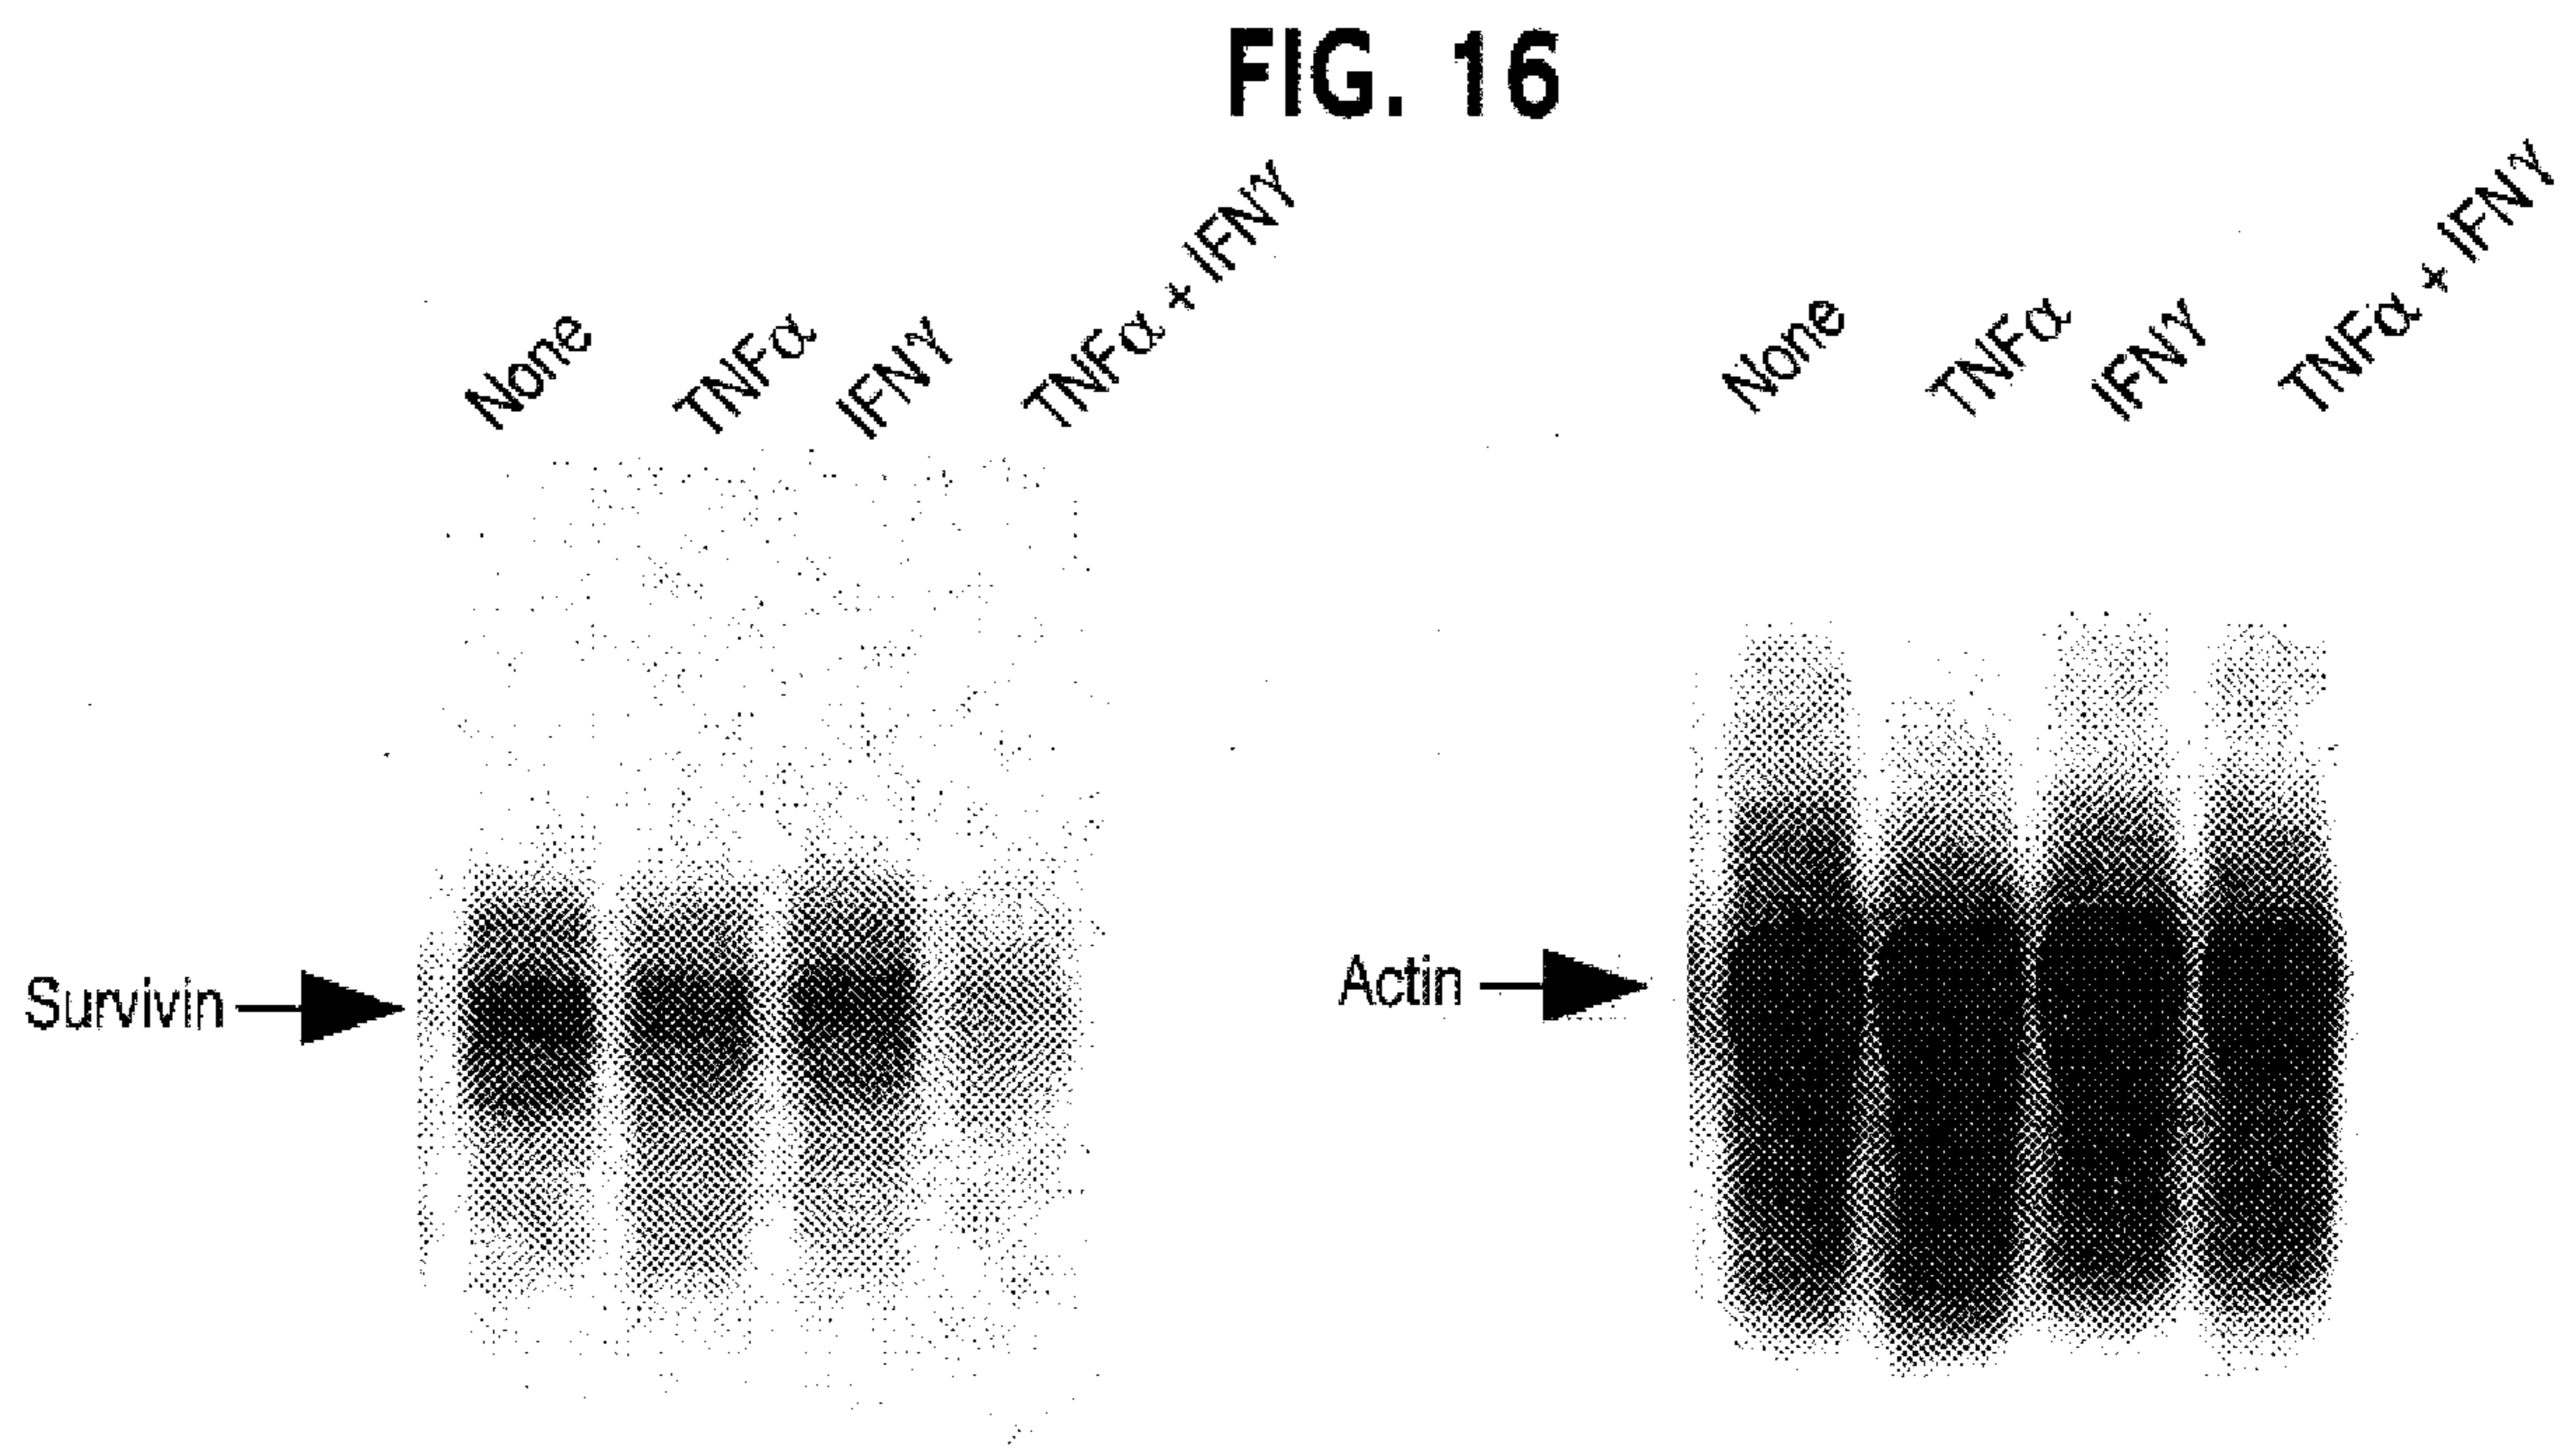 FIG. 16
None
TNFα
IFNγ
TNFα + IFNγ
None
TNFα
IFNγ
TNFα + IFNγ
Survivin
Actin